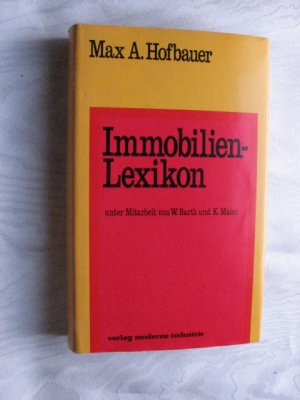 Max A. Hofbauer
Immobilien-
Lexikon
unter Mitarbeit von W. Barth und K. Maier
verlag moderne industrie